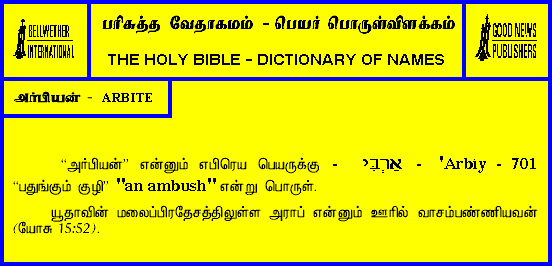 BELLWETHER
INTERNATIONAL
பரிசுத்த வேதாகமம் - பெயர் பொருள்விளக்கம்
THE HOLY BIBLE - DICTIONARY OF NAMES
GOOD NEWS
PUBLISHERS
அர்பியன் - ARBITE
“அர்பியன்” என்னும் எபிரெய பெயருக்கு - אַרְבִּי - 'Arbiy - 701
“பதுங்கும் குழி” "an ambush" என்று பொருள்.
யூதாவின் மலைப்பிரதேசத்திலுள்ள அராப் என்னும் ஊரில் வாசம்பண்ணியவன்
(யோசு 15:52).